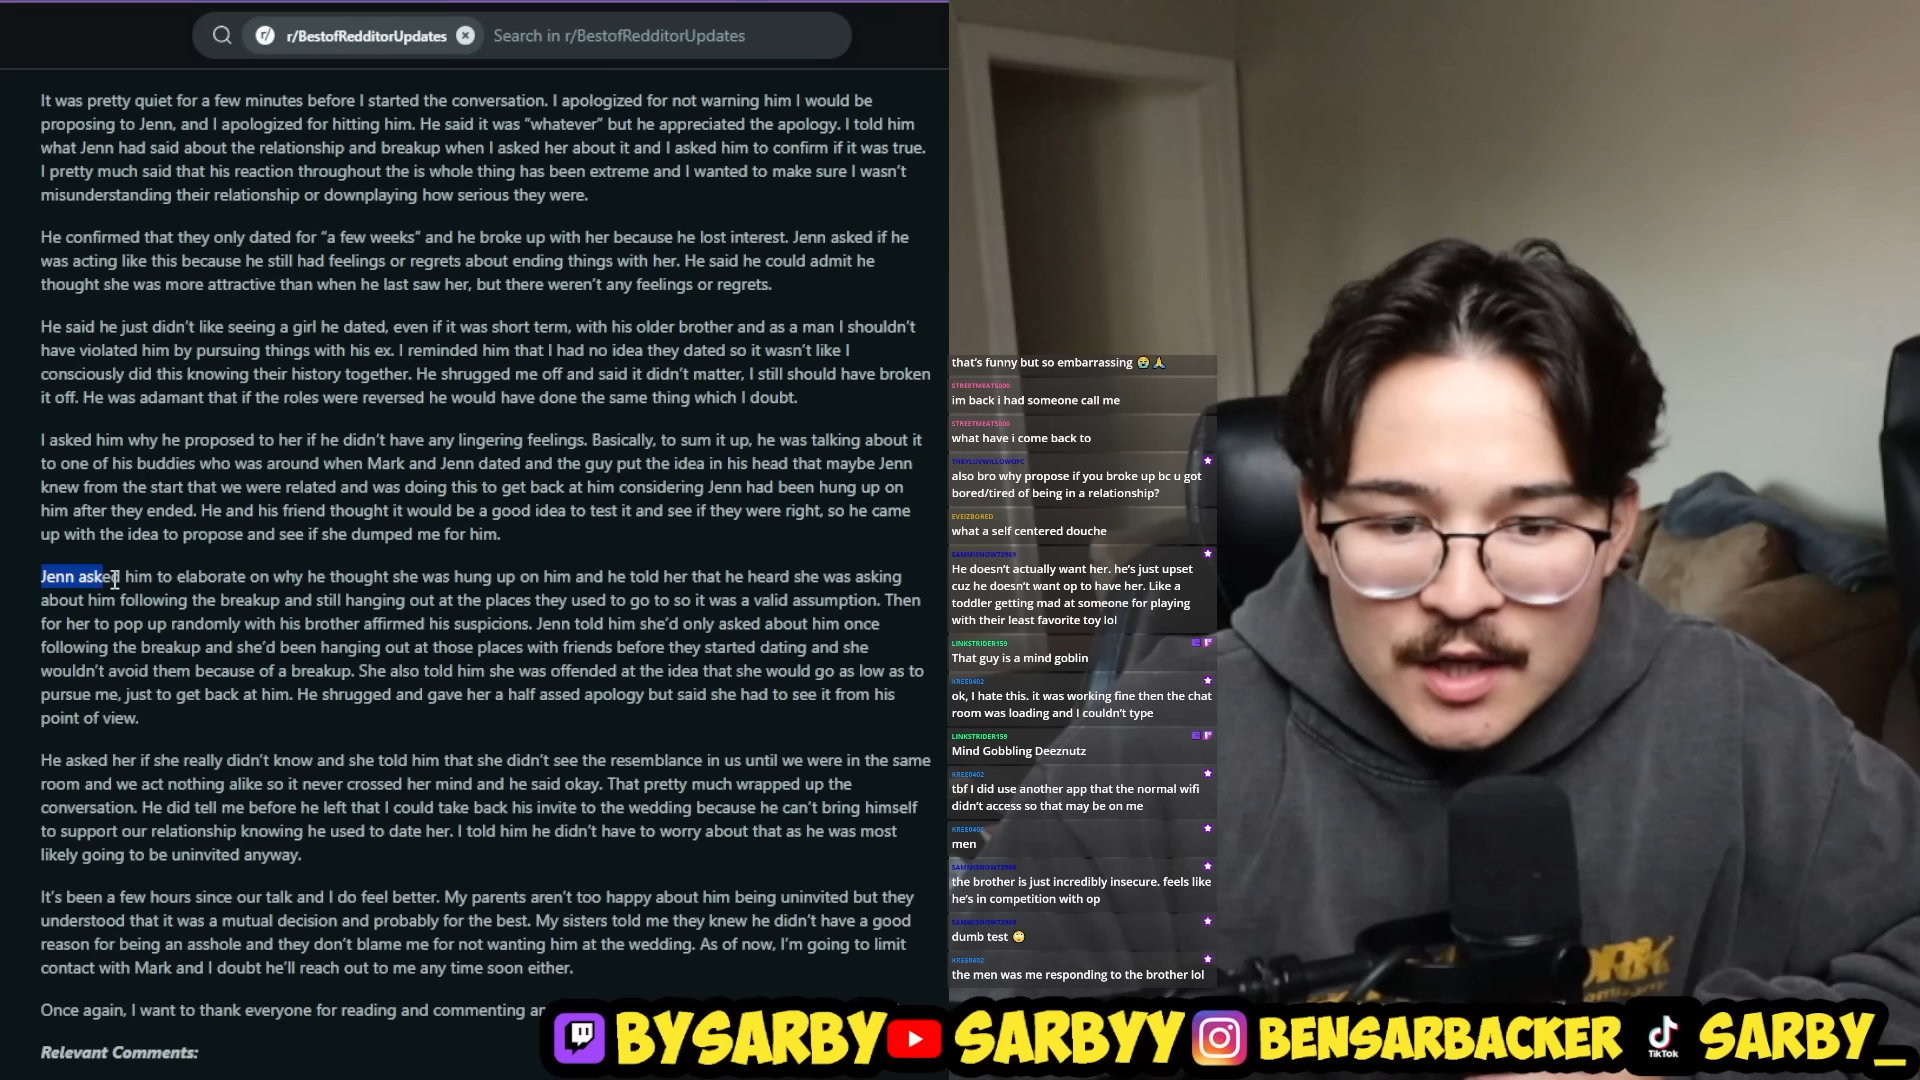 r/BestofRedditorUpdates
Search in r/BestofRedditorUpdates
It was pretty quiet for a few minutes before I started the conversation. I apologized for not warning him I would be
proposing to Jenn, and I apologized for hitting him. He said it was “whatever” but he appreciated the apology. I told him
what Jenn had said about the relationship and breakup when I asked her about it and I asked him to confirm if it was true.
I pretty much said that his reaction throughout the is whole thing has been extreme and I wanted to make sure I wasn’t
misunderstanding their relationship or downplaying how serious they were.
He confirmed that they only dated for “a few weeks” and he broke up with her because he lost interest. Jenn asked if he
was acting like this because he still had feelings or regrets about ending things with her. He said he could admit he
thought she was more attractive than when he last saw her, but there weren’t any feelings or regrets.
He said he just didn’t like seeing a girl he dated, even if it was short term, with his older brother and as a man I shouldn’t
have violated him by pursuing things with his ex. I reminded him that I had no idea they dated so it wasn’t like I
consciously did this knowing their history together. He shrugged me off and said it didn’t matter, I still should have broken
it off. He was adamant that if the roles were reversed he would have done the same thing which I doubt.
I asked him why he proposed to her if he didn’t have any lingering feelings. Basically, to sum it up, he was talking about it
to one of his buddies who was around when Mark and Jenn dated and the guy put the idea in his head that maybe Jenn
knew from the start that we were related and was doing this to get back at him considering Jenn had been hung up on
him after they ended. He and his friend thought it would be a good idea to test it and see if they were right, so he came
up with the idea to propose and see if she dumped me for him.
Jenn asked him to elaborate on why he thought she was hung up on him and he told her that he heard she was asking
about him following the breakup and still hanging out at the places they used to go to so it was a valid assumption. Then
for her to pop up randomly with his brother affirmed his suspicions. Jenn told him she’d only asked about him once
following the breakup and she’d been hanging out at those places with friends before they started dating and she
wouldn’t avoid them because of a breakup. She also told him she was offended at the idea that she would go as low as to
pursue me, just to get back at him. He shrugged and gave her a half assed apology but said she had to see it from his
point of view.
He asked her if she really didn’t know and she told him that she didn’t see the resemblance in us until we were in the same
room and we act nothing alike so it never crossed her mind and he said okay. That pretty much wrapped up the
conversation. He did tell me before he left that I could take back his invite to the wedding because he can’t bring himself
to support our relationship knowing he used to date her. I told him he didn’t have to worry about that as he was most
likely going to be uninvited anyway.
It’s been a few hours since our talk and I do feel better. My parents aren’t too happy about him being uninvited but they
understood that it was a mutual decision and probably for the best. My sisters told me they knew he didn’t have a good
reason for being an asshole and they don’t blame me for not wanting him at the wedding. As of now, I’m going to limit
contact with Mark and I doubt he’ll reach out to me any time soon either.
Once again, I want to thank everyone for reading and commenting
Relevant Comments:
that’s funny but so embarrassing 😭🙏
STREETMEATS000
im back i had someone call me
STREETMEATS000
what have i come back to
THEYLUVWILLOWOFC
also bro why propose if you broke up bc u got
bored/tired of being in a relationship?
EVEIZBORED
what a self centered douche
SAMMISNOW73969
He doesn’t actually want her. he’s just upset
cuz he doesn’t want op to have her. Like a
toddler getting mad at someone for playing
with their least favorite toy lol
LINKSTRIDER159
That guy is a mind goblin
KREE0402
ok, I hate this. it was working fine then the chat
room was loading and I couldn’t type
LINKSTRIDER159
Mind Gobbling Deeznutz
KREE0402
tbf I did use another app that the normal wifi
didn’t access so that may be on me
KREE0402
men
SAMMISNOW73969
the brother is just incredibly insecure. feels like
he’s in competition with op
SAMMISNOW73969
dumb test 🙄
KREE0402
the men was me responding to the brother lol
BYSARBY SARBYY BENSARBACKER TikTok SARBY_